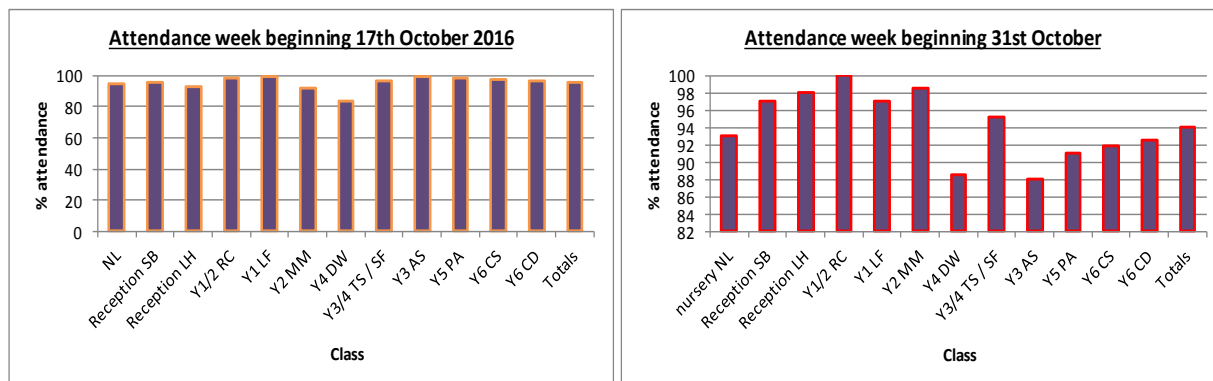 Attendance week beginning 17th October 2016
% attendance
100
80
60
40
20
0
NL
Reception SB
Reception LH
Y1/2 RC
Y1 LF
Y2 MM
Y4 DW
Y3/4 TS / SF
Y3 AS
Y5 PA
Y6 CS
Y6 CD
Totals
Class
Attendance week beginning 31st October
% attendance
100
98
96
94
92
90
88
86
84
82
nursery NL
Reception SB
Reception LH
Y1/2 RC
Y1 LF
Y2 MM
Y4 DW
Y3/4 TS / SF
Y3 AS
Y5 PA
Y6 CS
Y6 CD
Totals
Class